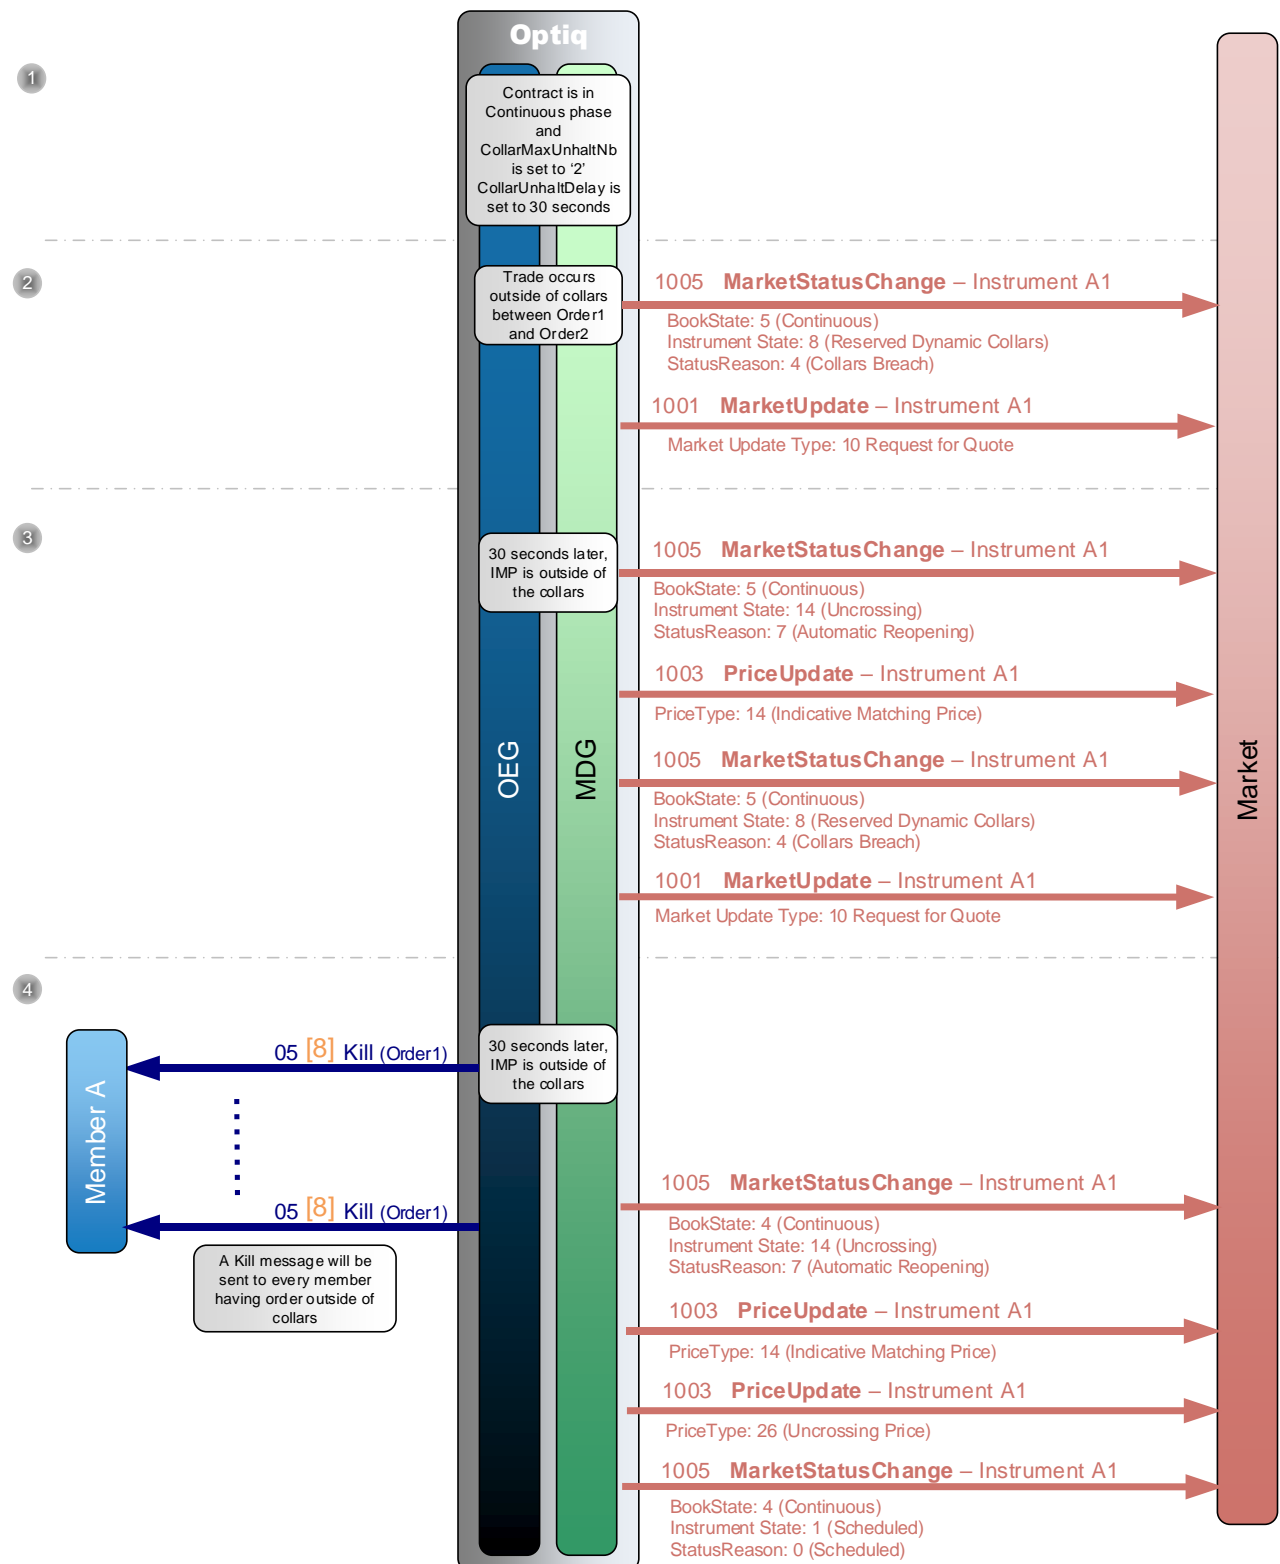 Optiq
1
Contract is in
Continuous phase
and
CollarMaxUnhaltNb
is set to ‘2’
CollarUnhaltDelay is
set to 30 seconds
2
Trade occurs
outside of collars
between Order1
and Order2
1005 MarketStatusChange – Instrument A1
BookState: 5 (Continuous)
Instrument State: 8 (Reserved Dynamic Collars)
StatusReason: 4 (Collars Breach)
1001 MarketUpdate – Instrument A1
Market Update Type: 10 Request for Quote
3
30 seconds later,
IMP is outside of
the collars
1005 MarketStatusChange – Instrument A1
BookState: 5 (Continuous)
Instrument State: 14 (Uncrossing)
StatusReason: 7 (Automatic Reopening)
1003 PriceUpdate – Instrument A1
PriceType: 14 (Indicative Matching Price)
OEG
MDG
Market
1005 MarketStatusChange – Instrument A1
BookState: 5 (Continuous)
Instrument State: 8 (Reserved Dynamic Collars)
StatusReason: 4 (Collars Breach)
1001 MarketUpdate – Instrument A1
Market Update Type: 10 Request for Quote
4
Member A
05 [8] Kill (Order1)
30 seconds later,
IMP is outside of
the collars
05 [8] Kill (Order1)
A Kill message will be
sent to every member
having order outside of
collars
1005 MarketStatusChange – Instrument A1
BookState: 4 (Continuous)
Instrument State: 14 (Uncrossing)
StatusReason: 7 (Automatic Reopening)
1003 PriceUpdate – Instrument A1
PriceType: 14 (Indicative Matching Price)
1003 PriceUpdate – Instrument A1
PriceType: 26 (Uncrossing Price)
1005 MarketStatusChange – Instrument A1
BookState: 4 (Continuous)
Instrument State: 1 (Scheduled)
StatusReason: 0 (Scheduled)